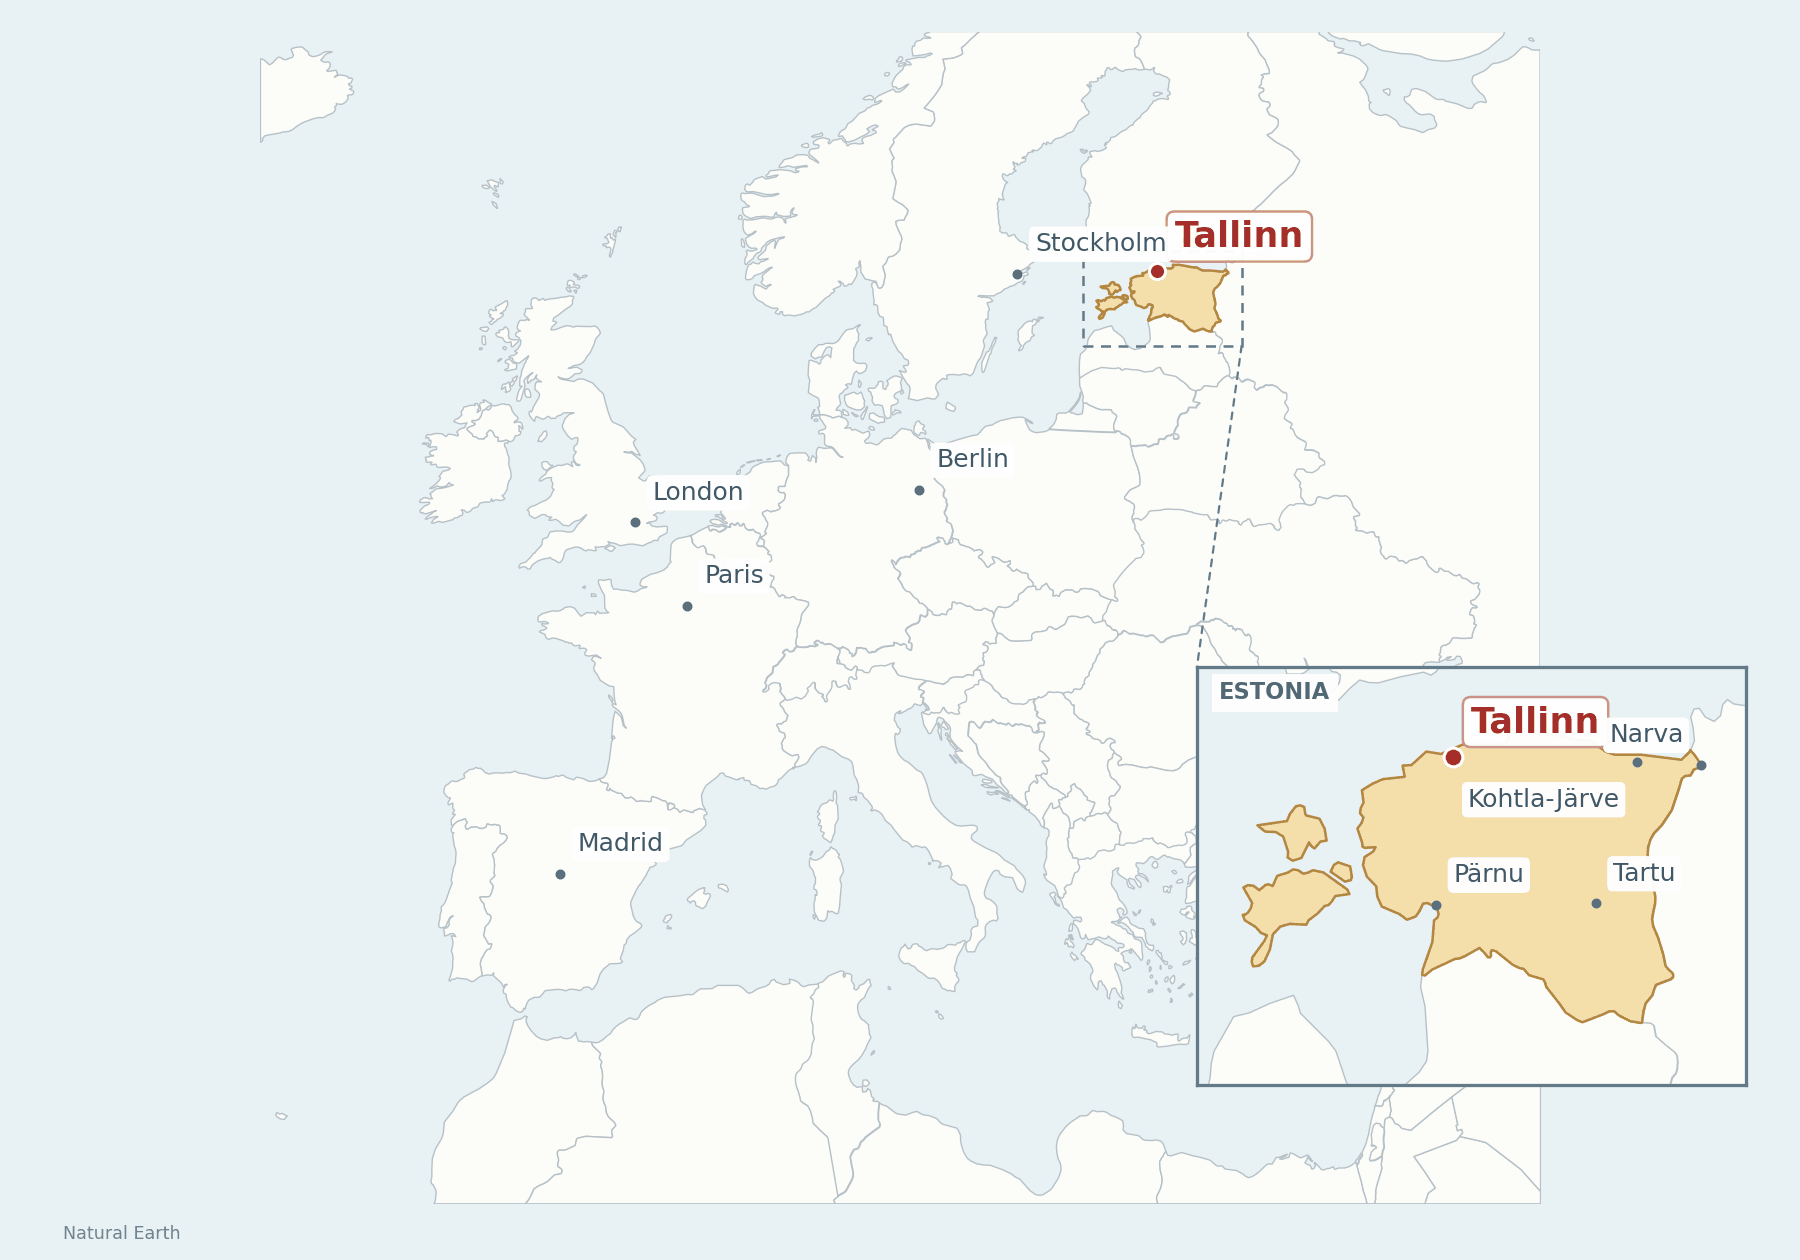 Tallinn
Stockholm
Berlin
London
Paris
ESTONIA
Tallinn
Narva
Kohtla-Järve
Madrid
Pärnu
Tartu
Natural Earth